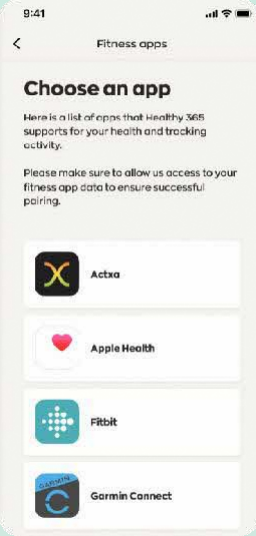 9:41
Fitness apps
Choose an app
Here is a list of apps that Healthy 365
supports for your health and tracking
activity.
Please make sure to allow us access to your
fitness app data to ensure successful
pairing.
Actxa
Apple Health
Fitbit
GARMIN
Garmin Connect